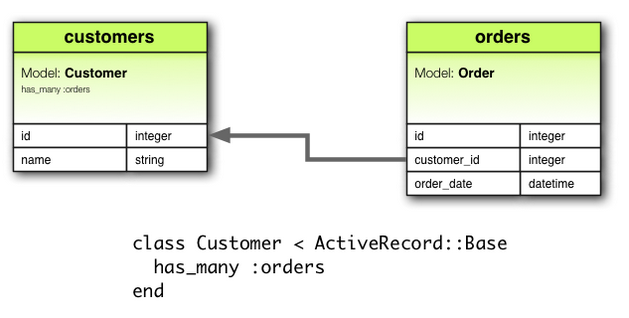 customers
Model: Customer
has_many :orders
id integer
name string
orders
Model: Order
id integer
customer_id integer
order_date datetime
class Customer < ActiveRecord::Base
has_many :orders
end